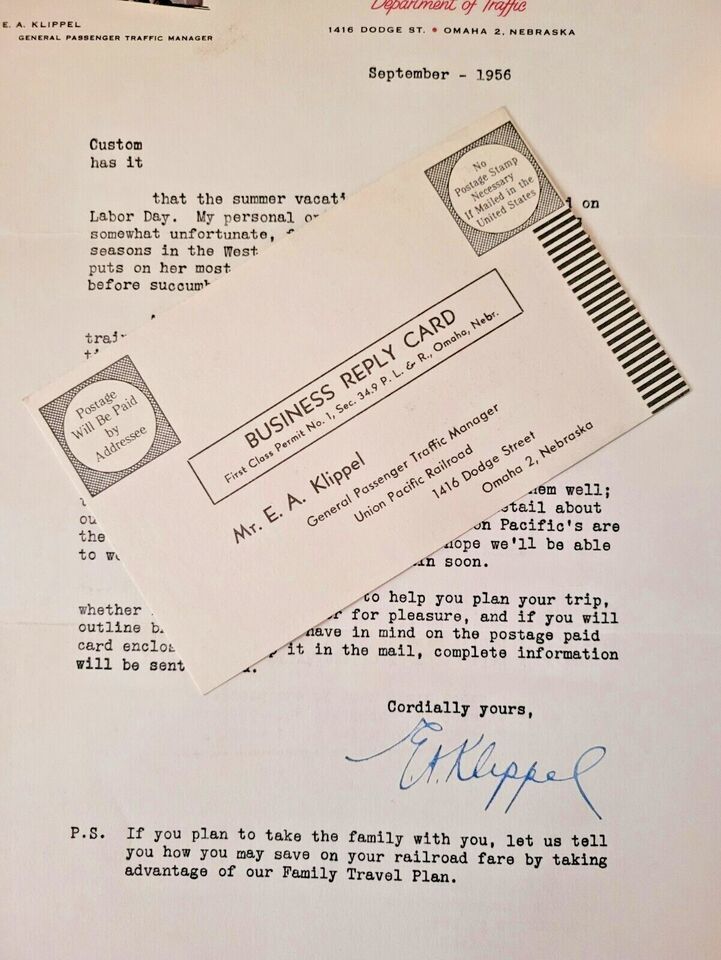 E. A. KLIPPEL
GENERAL PASSENGER TRAFFIC MANAGER
Department of Traffic
1416 DODGE ST. • OMAHA 2, NEBRASKA
September - 1956
Custom
has it
that the summer
on
Labor Day. My personal
somewhat unfortunate,
seasons in the West
puts on her most
before
No
Postage Stamp
Necessary
If Mailed in the
United States
Postage
Will Be Paid
by
Addressee
BUSINESS REPLY CARD
First Class Permit No. 1, Sec. 34.9 P. L. & R., Omaha, Nebr.
Mr. E. A. Klippel
General Passenger Traffic Manager
Union Pacific Railroad
1416 Dodge Street
Omaha 2, Nebraska
well;
about
the
Pacific's are
to
we'll be able
soon.
to help you plan your trip,
whether
for pleasure, and if you will
outline
have in mind on the postage paid
card
it in the mail, complete information
will be sent
Cordially yours,
E.A. Klippel
P.S. If you plan to take the family with you, let us tell
you how you may save on your railroad fare by taking
advantage of our Family Travel Plan.